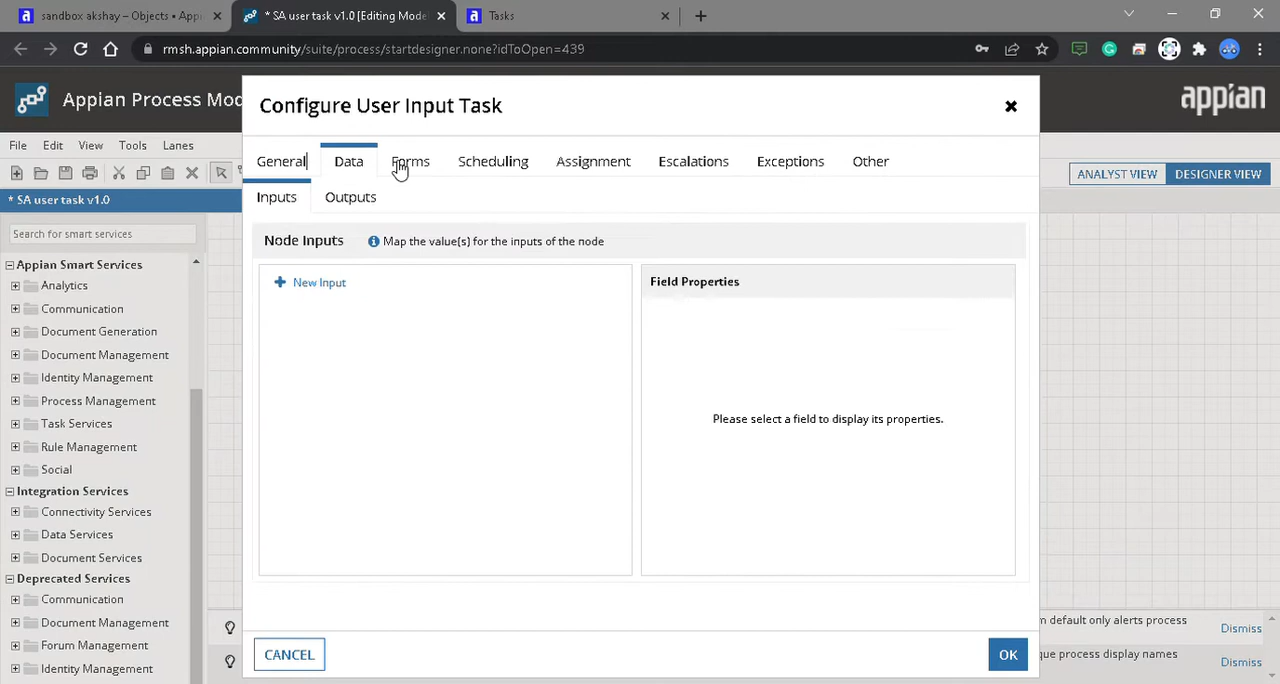 sandbox akshay – Objects • App
* SA user task v1.0 [Editing Mode
Tasks
rmsh.appian.community/suite/process/startdesigner.none?idToOpen=439
Appian Process Mod
appian
Configure User Input Task
File Edit View Tools Lanes
General Data Forms Scheduling Assignment Escalations Exceptions Other
ANALYST VIEW DESIGNER VIEW
* SA user task v1.0
Inputs Outputs
Search for smart services
Node Inputs Map the value(s) for the inputs of the node
Appian Smart Services
Analytics
Communication
Document Generation
Document Management
Identity Management
Process Management
Task Services
Rule Management
Social
Integration Services
Connectivity Services
Data Services
Document Services
Deprecated Services
Communication
Document Management
Forum Management
Identity Management
New Input
Field Properties
Please select a field to display its properties.
CANCEL OK
m default only alerts process
Dismiss
que process display names
Dismiss